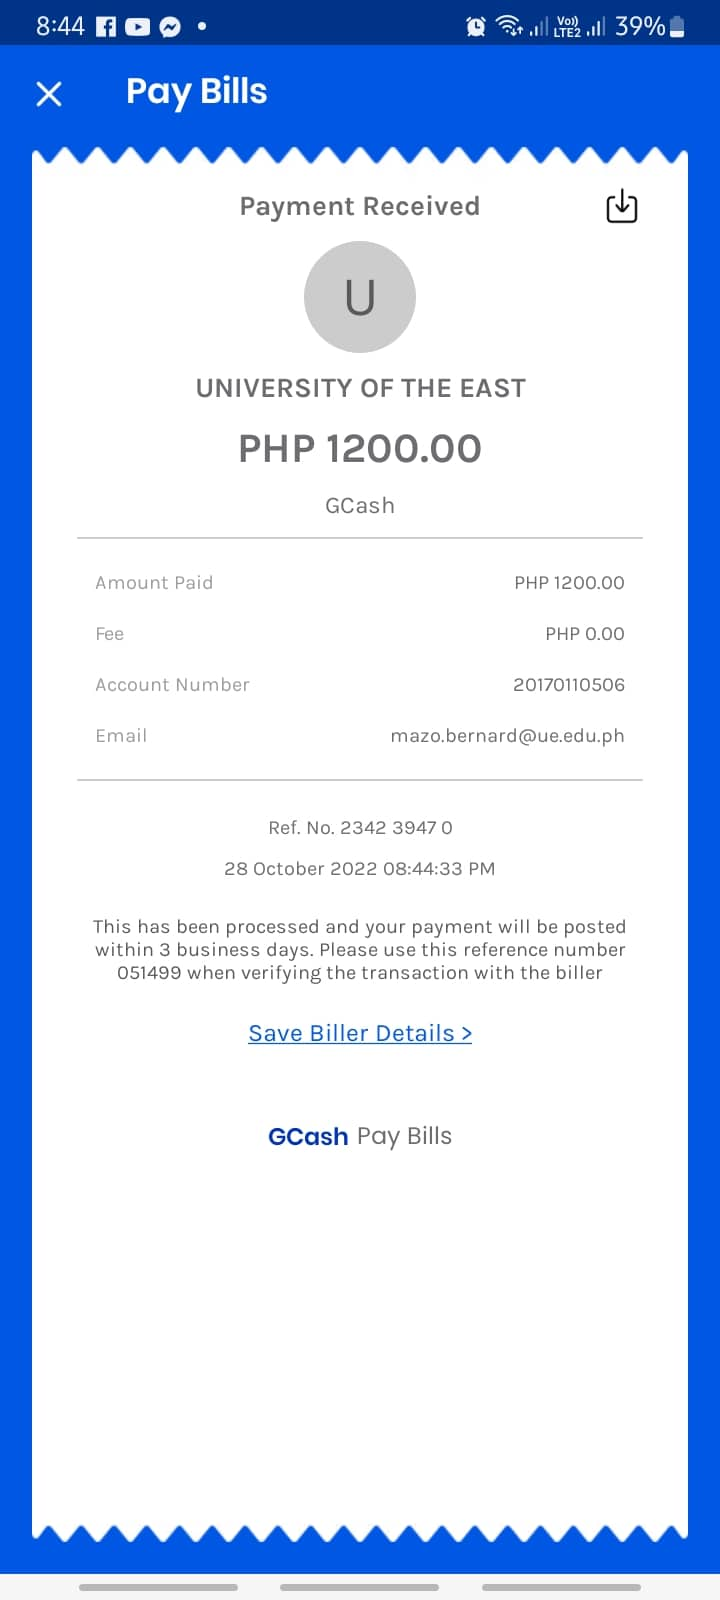 8:44 39%
Vo))
LTE2
Pay Bills
Payment Received
U
UNIVERSITY OF THE EAST
PHP 1200.00
GCash
Amount Paid PHP 1200.00
Fee PHP 0.00
Account Number 20170110506
Email mazo.bernard@ue.edu.ph
Ref. No. 2342 3947 0
28 October 2022 08:44:33 PM
This has been processed and your payment will be posted
within 3 business days. Please use this reference number
051499 when verifying the transaction with the biller
Save Biller Details >
GCash Pay Bills